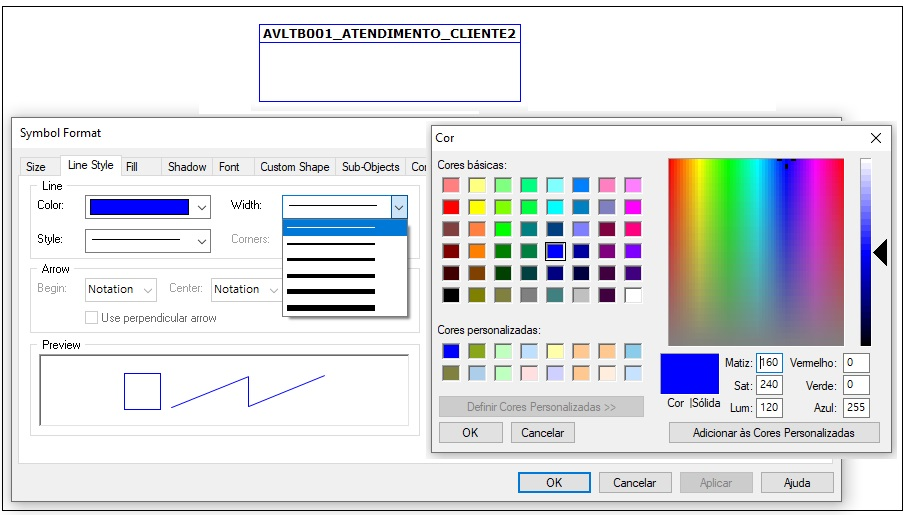 AVLTB001_ATENDIMENTO_CLIENTE2
Symbol Format
Size Line Style Fill Shadow Font Custom Shape Sub-Objects Co
Line
Color: Width:
Style: Corners:
Arrow
Begin: Notation Center: Notation
Use perpendicular arrow
Preview
OK Cancelar Aplicar Ajuda
Cor
Cores básicas:
Cores personalizadas:
Definir Cores Personalizadas >>
OK Cancelar
Cor |Sólida
Matiz: 160 Vermelho: 0
Sat: 240 Verde: 0
Lum: 120 Azul: 255
Adicionar às Cores Personalizadas